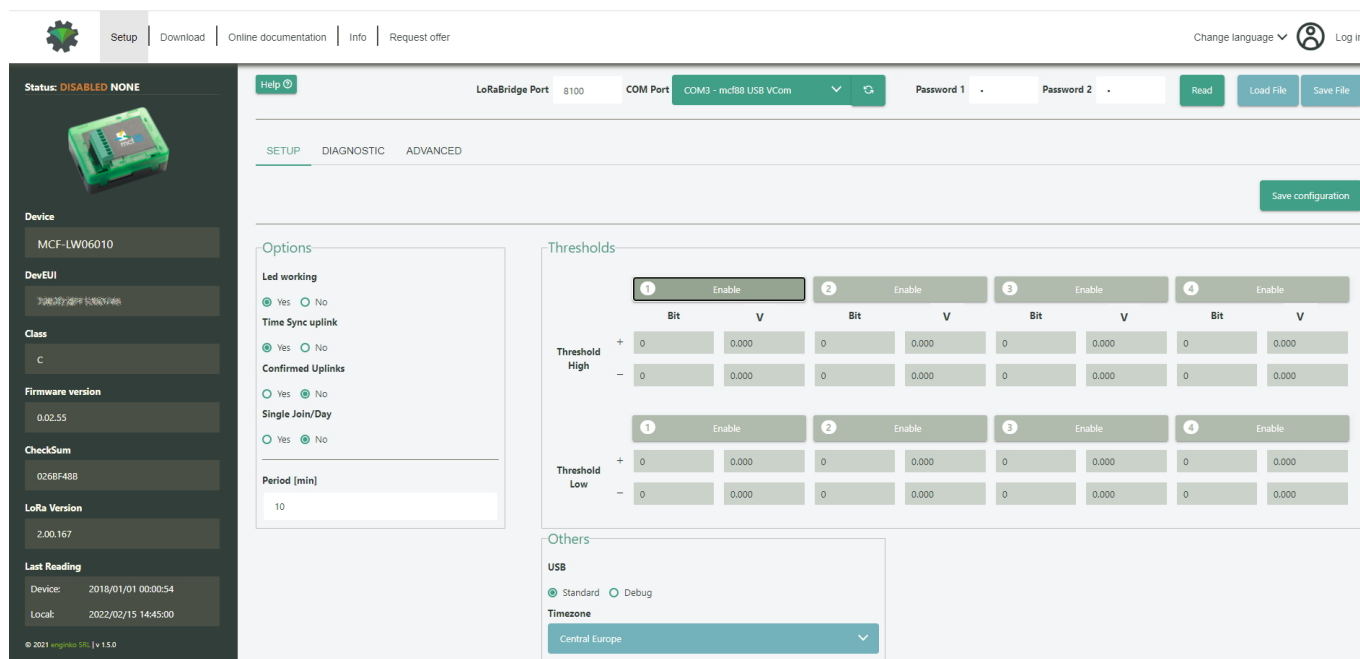 Setup
Download
Online documentation
Info
Request offer
Change language
Log in
Status: DISABLED NONE
mcf
Device
MCF-LW06010
DevEUI
Class
C
Firmware version
0.02.55
CheckSum
026BF48B
LoRa Version
2.00.167
Last Reading
Device: 2018/01/01 00:00:54
Local: 2022/02/15 14:45:00
© 2021 enginko SRL | v 1.5.0
Help
LoRaBridge Port 8100 COM Port COM3 - mcf88 USB VCom Password 1 • Password 2 • Read Load File Save File
SETUP DIAGNOSTIC ADVANCED
Save configuration
Options
Led working
Yes No
Time Sync uplink
Yes No
Confirmed Uplinks
Yes No
Single Join/Day
Yes No
Period [min]
10
Thresholds
1 Enable 2 Enable 3 Enable 4 Enable
Bit V Bit V Bit V Bit V
Threshold High
+ 0 0.000 0 0.000 0 0.000 0 0.000
− 0 0.000 0 0.000 0 0.000 0 0.000
1 Enable 2 Enable 3 Enable 4 Enable
Threshold Low
+ 0 0.000 0 0.000 0 0.000 0 0.000
− 0 0.000 0 0.000 0 0.000 0 0.000
Others
USB
Standard Debug
Timezone
Central Europe